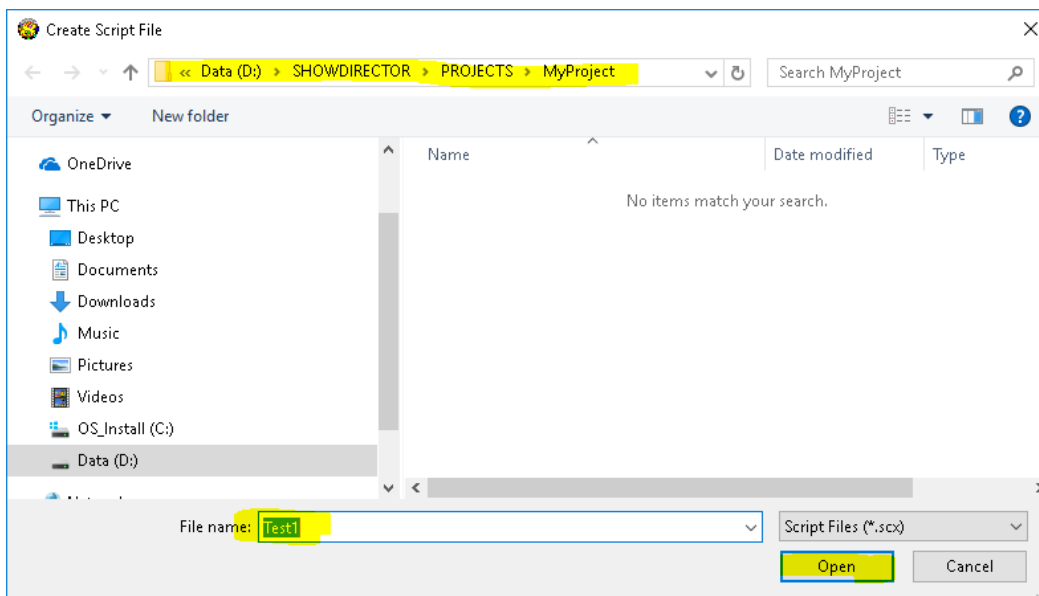 Create Script File
« Data (D:) > SHOWDIRECTOR > PROJECTS > MyProject
Search MyProject
Organize
New folder
Name
Date modified
Type
No items match your search.
OneDrive
This PC
Desktop
Documents
Downloads
Music
Pictures
Videos
OS_Install (C:)
Data (D:)
File name: Test1
Script Files (*.scx)
Open
Cancel